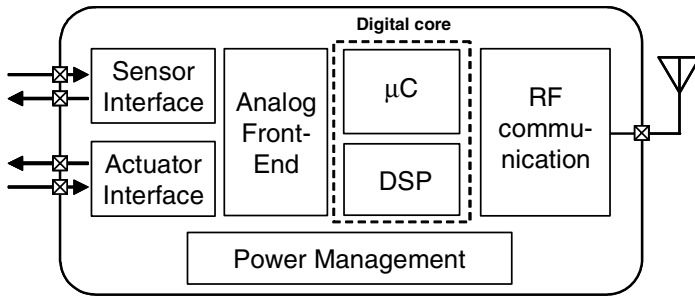 Digital core
Sensor
Interface
Actuator
Interface
Analog
Front-
End
μC
DSP
RF
commu-
nication
Power Management